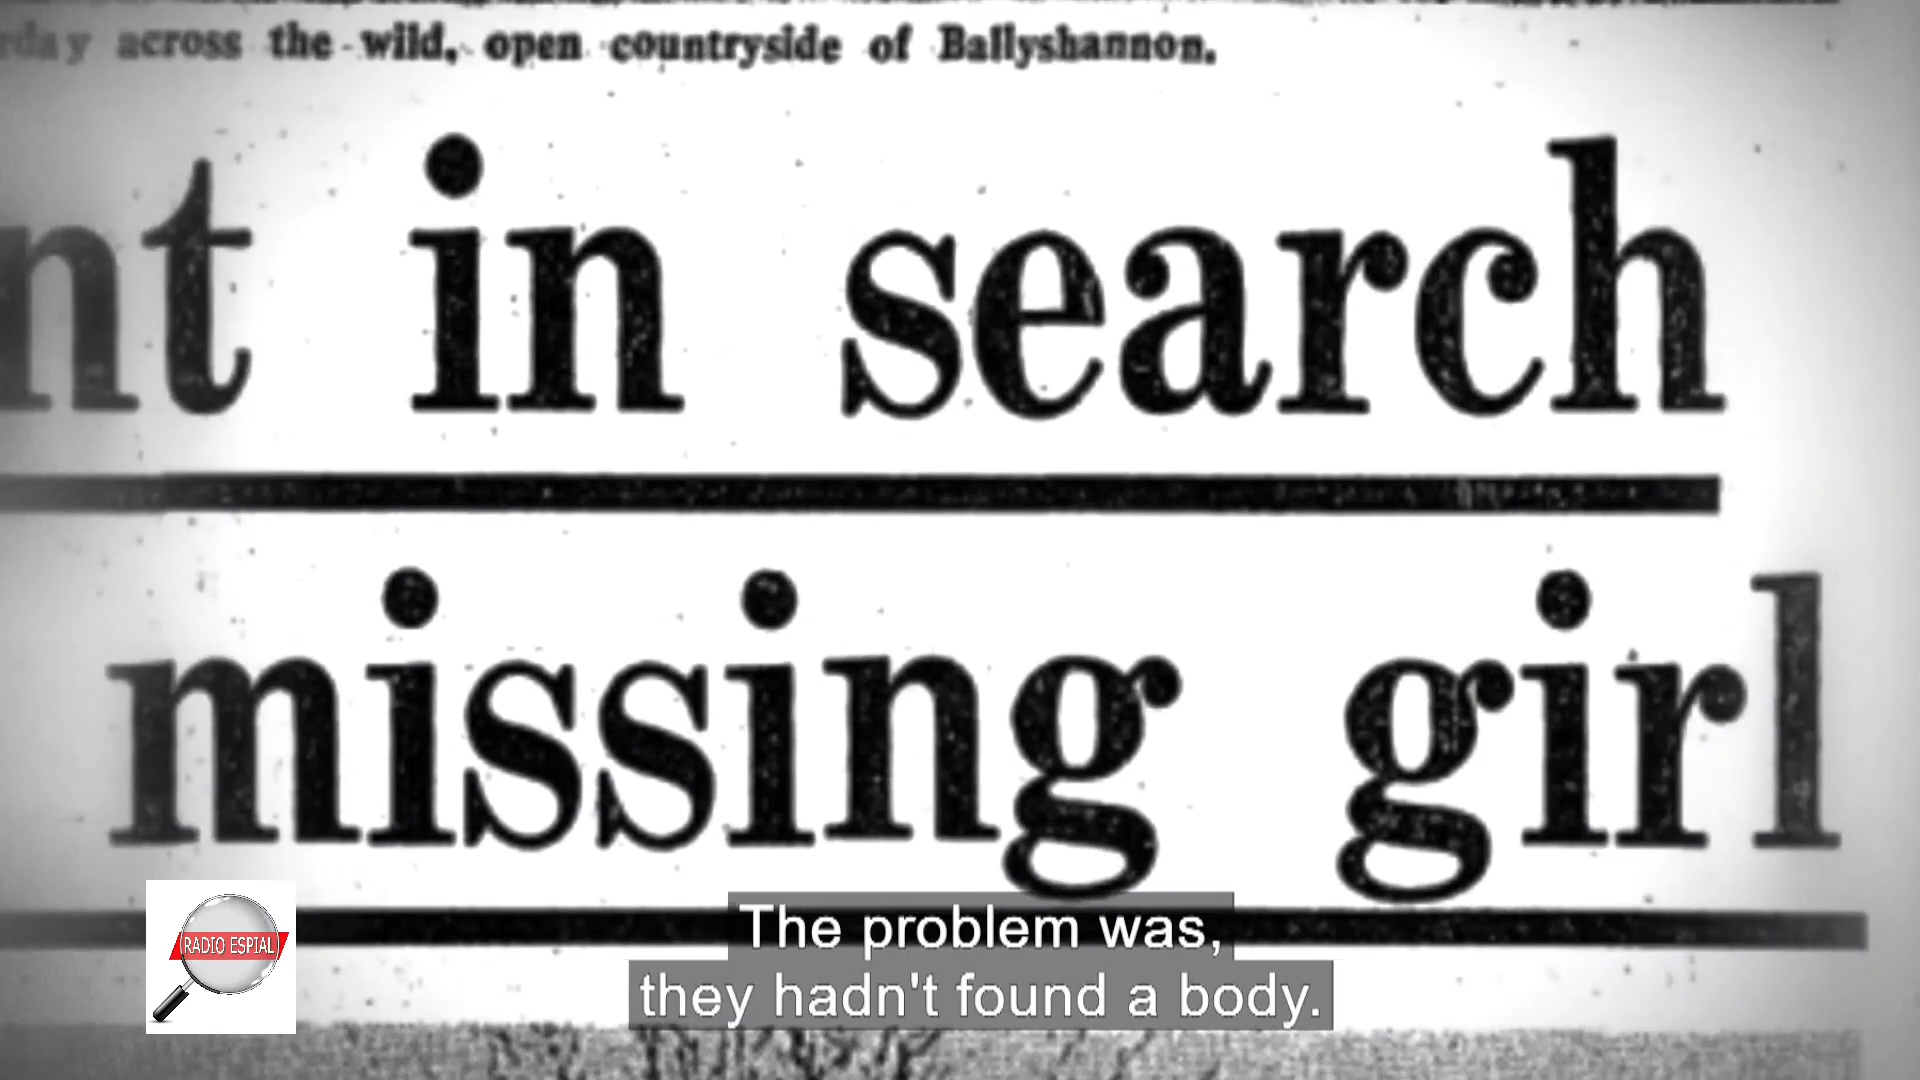 across the wild, open countryside of Ballyshannon.
nt in search
missing girl
RADIO ESPIAL
The problem was,
they hadn't found a body.